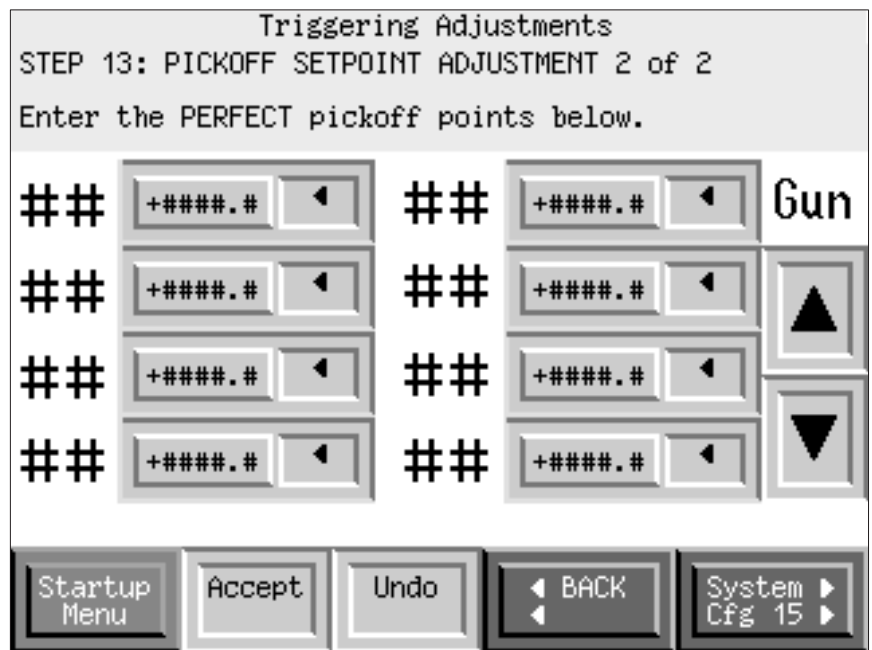 Triggering Adjustments
STEP 13: PICKOFF SETPOINT ADJUSTMENT 2 of 2
Enter the PERFECT pickoff points below.
## +####.# ## +####.# Gun
## +####.# ## +####.#
## +####.# ## +####.#
## +####.# ## +####.#
Startup Menu Accept Undo BACK System Cfg 15